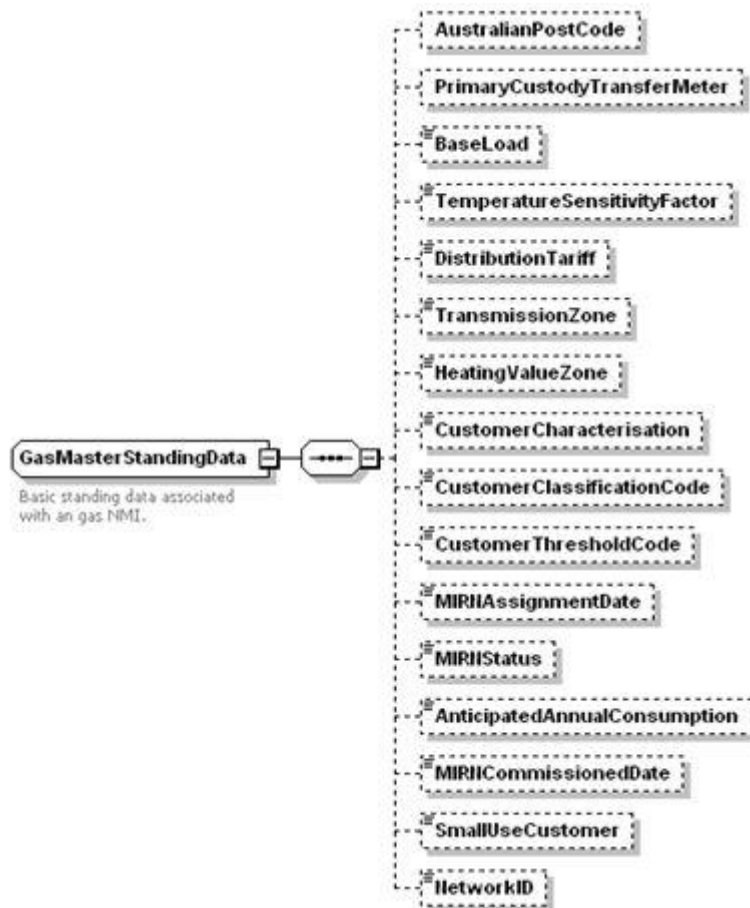 AustralianPostCode
PrimaryCustodyTransferMeter
BaseLoad
TemperatureSensitivityFactor
DistributionTariff
TransmissionZone
HeatingValueZone
CustomerCharacterisation
GasMasterStandingData
Basic standing data associated
with an gas NMI.
CustomerClassificationCode
CustomerThresholdCode
MIRNAssignmentDate
MIRNStatus
AnticipatedAnnualConsumption
MIRNCommissionedDate
SmallUseCustomer
NetworkID